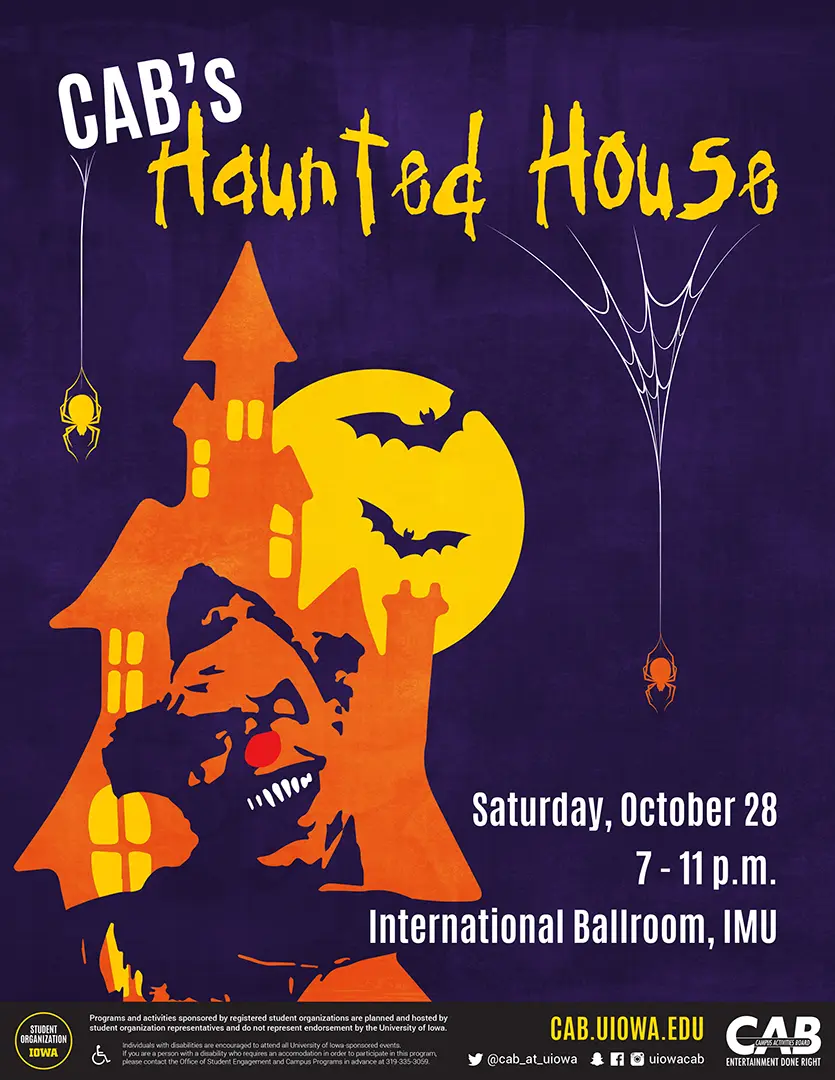 CAB's
Haunted House
Saturday, October 28
7 - 11 p.m.
International Ballroom, IMU
STUDENT
ORGANIZATION
IOWA
Programs and activities sponsored by registered student organizations are planned and hosted by
student organization representatives and do not represent endorsement by the University of Iowa.
Individuals with disabilities are encouraged to attend all University of Iowa sponsored events.
If you are a person with a disability who requires an accomodation in order to participate in this program,
please contact the Office of Student Engagement and Campus Programs in advance at 319-335-3059.
CAB.UIOWA.EDU
@cab_at_uiowa uiowacab
CAB
CAMPUS ACTIVITIES BOARD
ENTERTAINMENT DONE RIGHT